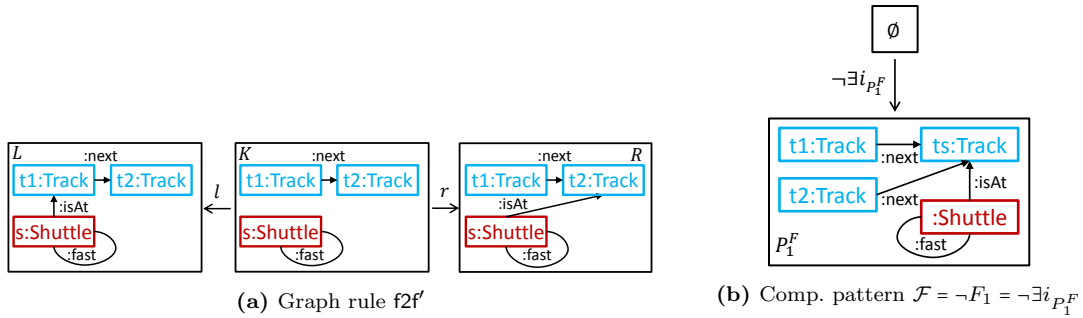 L
:next
t1:Track
t2:Track
:isAt
s:Shuttle
:fast
l
K
:next
t1:Track
t2:Track
s:Shuttle
:fast
r
R
:next
t1:Track
t2:Track
:isAt
s:Shuttle
:fast
(a) Graph rule f2f′
∅
¬∃i_{P_1^F}
t1:Track
ts:Track
:next
t2:Track
:next
:isAt
:Shuttle
:fast
P_1^F
(b) Comp. pattern ℱ = ¬F_1 = ¬∃i_{P_1^F}